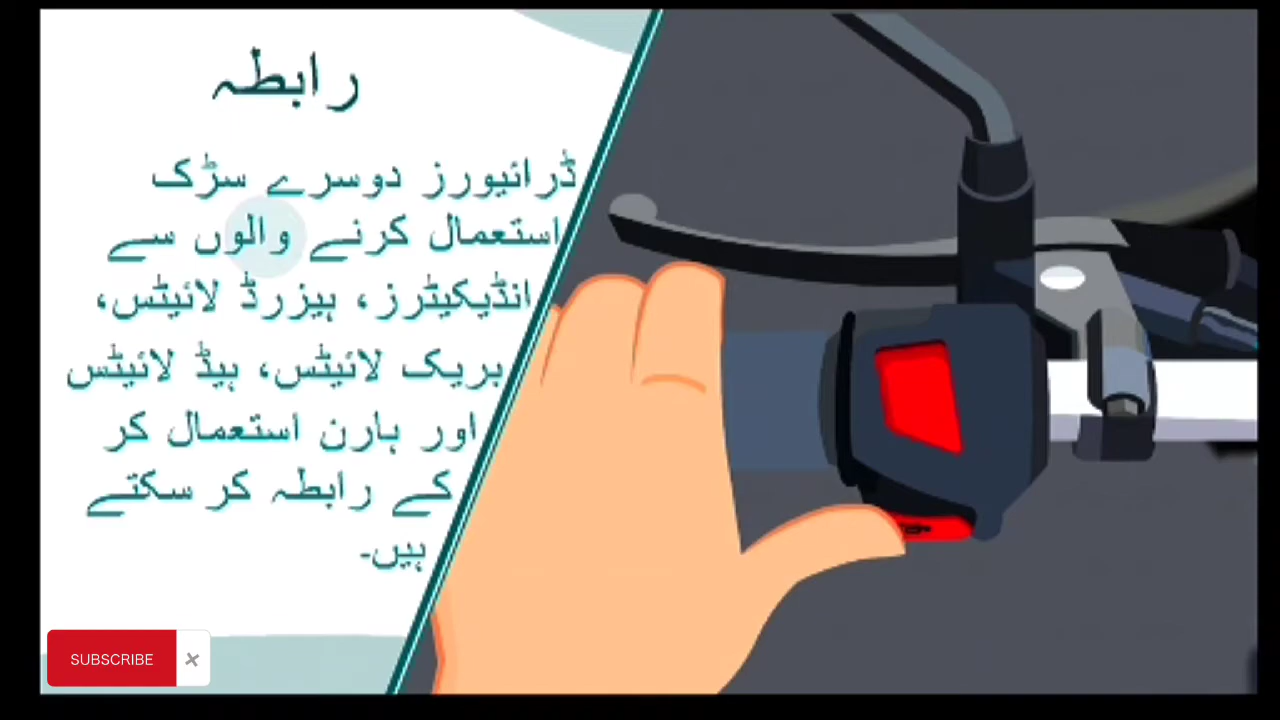 رابطہ
ڈرائیورز دوسرے سڑک
استعمال کرنے والوں سے
انڈیکیٹرز، ہیزرڈ لائیٹس،
بریک لائیٹس، ہیڈ لائیٹس
اور ہارن استعمال کر
کے رابطہ کر سکتے
ہیں۔
SUBSCRIBE